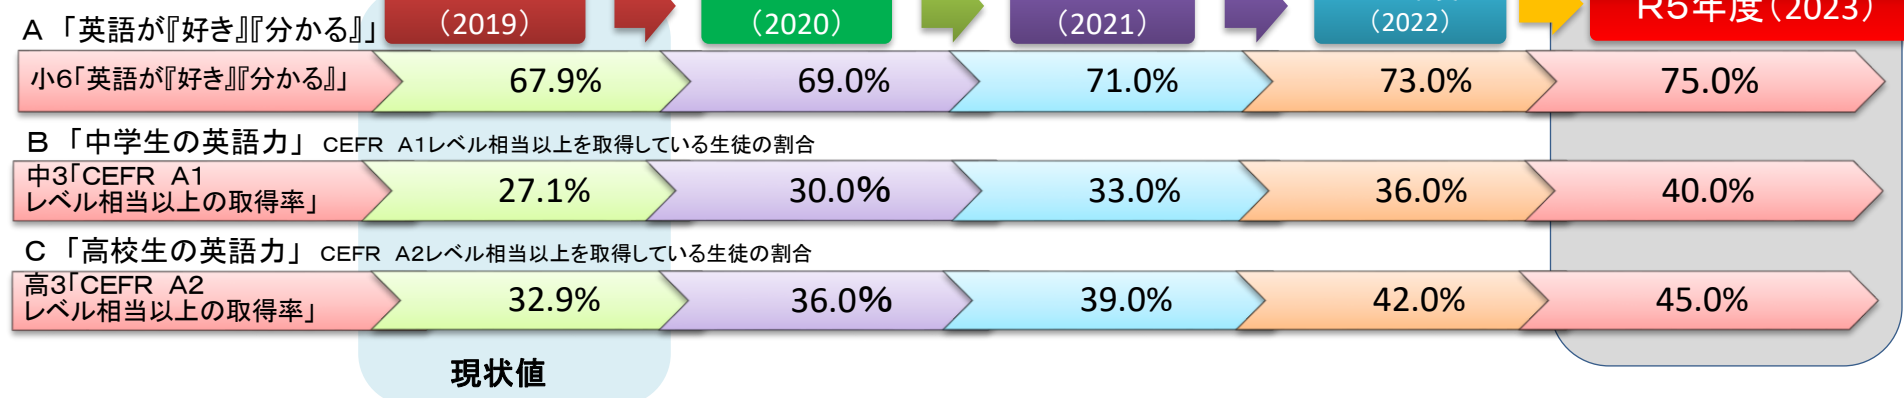 (2019) (2020) (2021) (2022) R5年度(2023)
A 「英語が『好き』『分かる』」
小6「英語が『好き』『分かる』」 67.9% 69.0% 71.0% 73.0% 75.0%
B 「中学生の英語力」 CEFR A1レベル相当以上を取得している生徒の割合
中3「CEFR A1
レベル相当以上の取得率」 27.1% 30.0% 33.0% 36.0% 40.0%
C 「高校生の英語力」 CEFR A2レベル相当以上を取得している生徒の割合
高3「CEFR A2
レベル相当以上の取得率」 32.9% 36.0% 39.0% 42.0% 45.0%
現状値